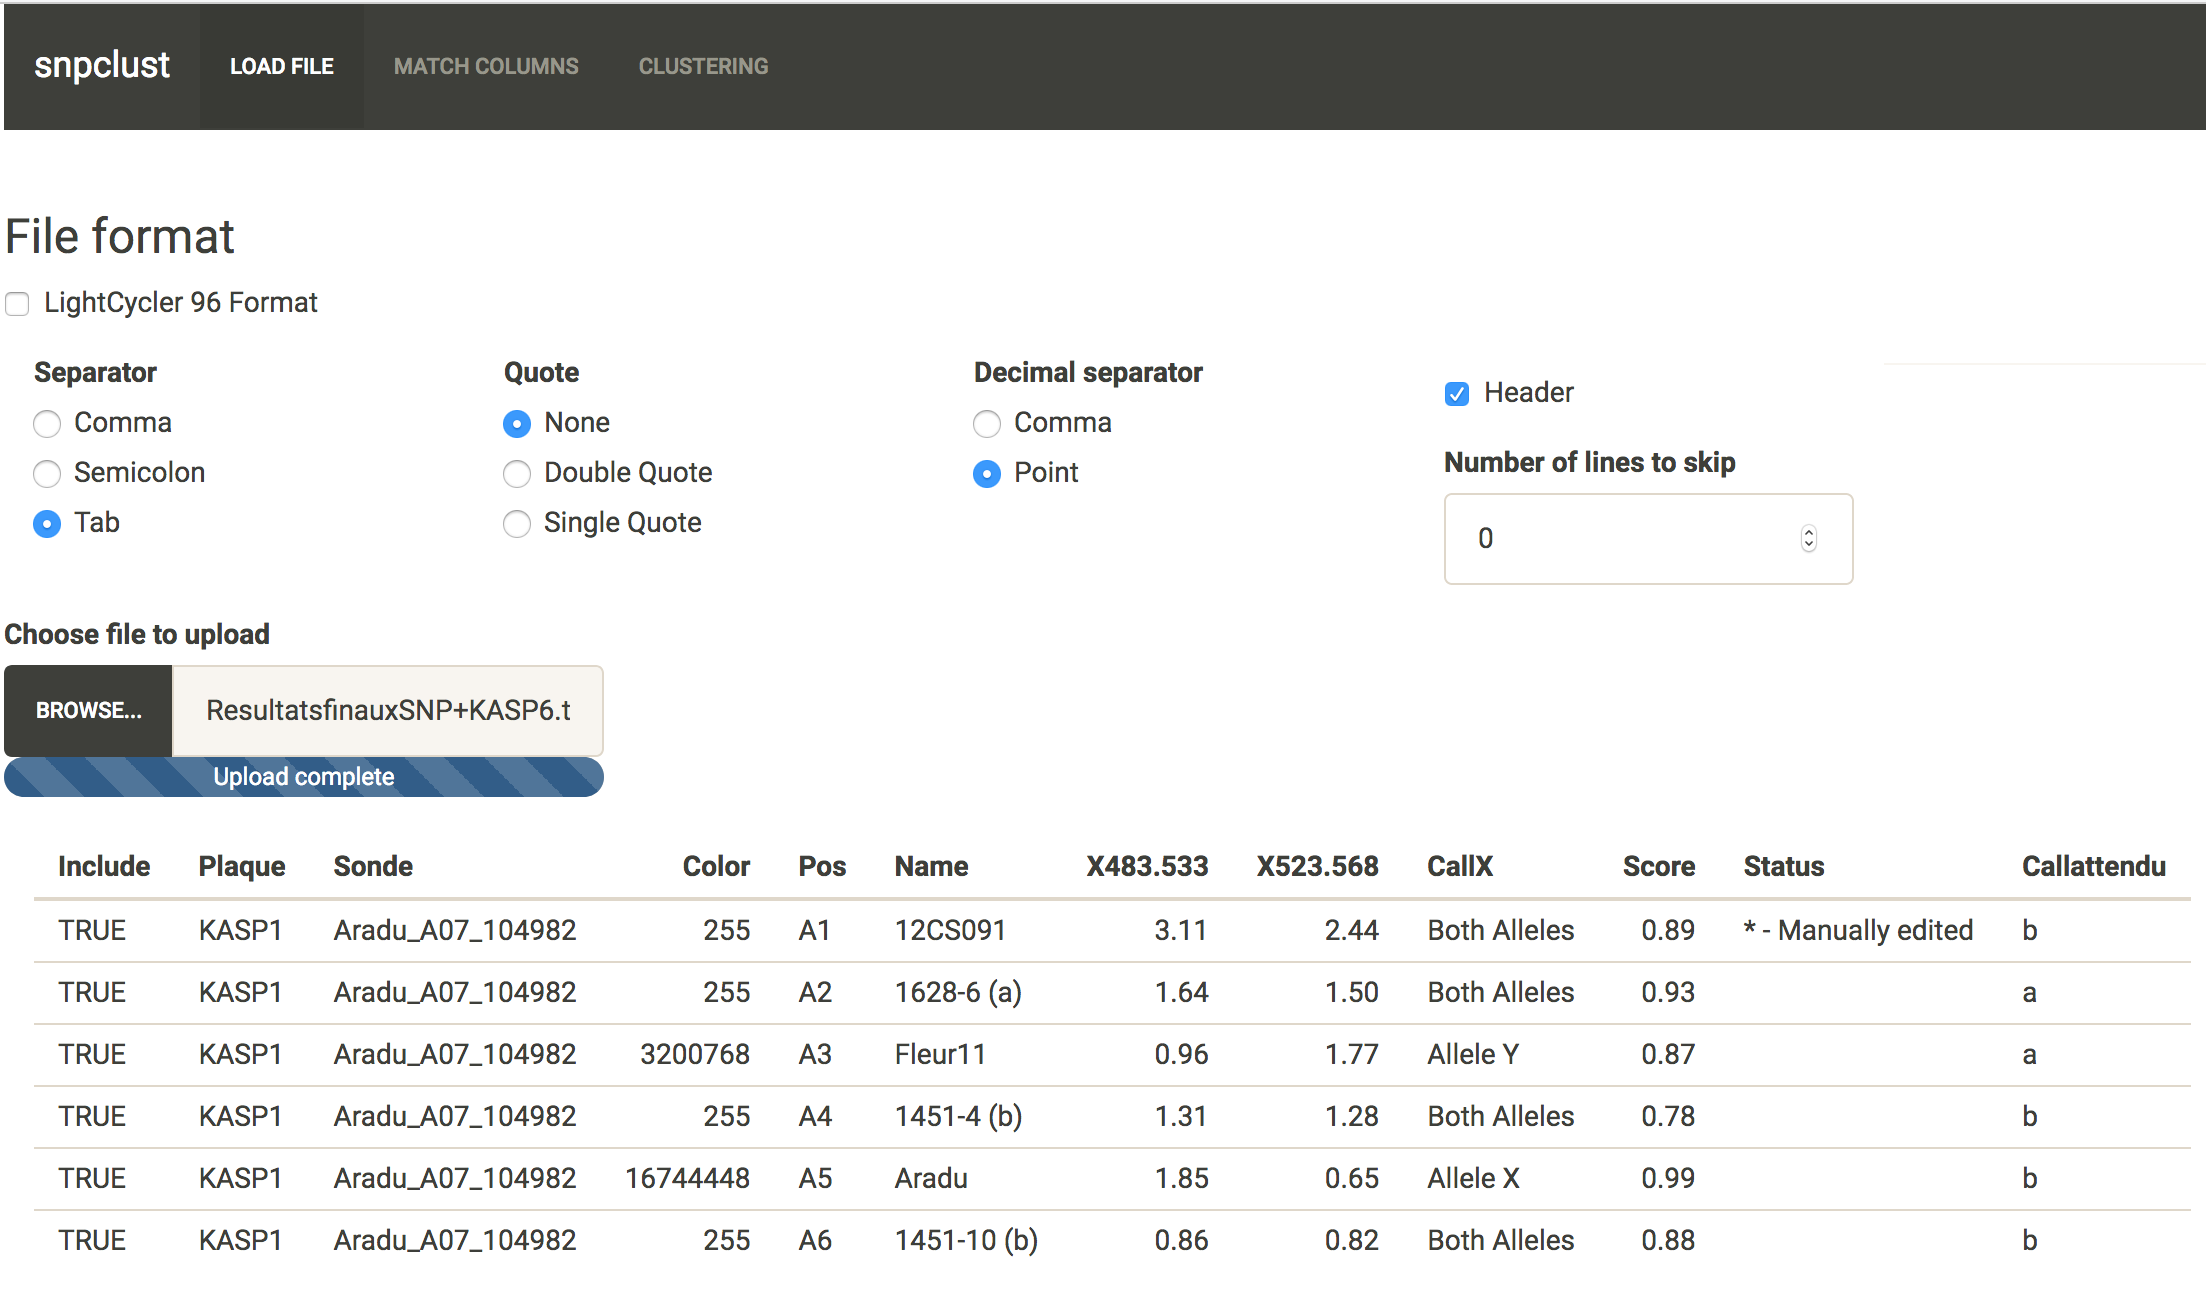 snpclust LOAD FILE MATCH COLUMNS CLUSTERING
File format
LightCycler 96 Format
Separator Quote Decimal separator
Header
Comma None Comma
Number of lines to skip
Semicolon Double Quote Point
Tab Single Quote
0
Choose file to upload
BROWSE... ResultatsfinauxSNP+KASP6.t
Upload complete
Include Plaque Sonde Color Pos Name X483.533 X523.568 CallX Score Status Callattendu
TRUE KASP1 Aradu_A07_104982 255 A1 12CS091 3.11 2.44 Both Alleles 0.89 * - Manually edited b
TRUE KASP1 Aradu_A07_104982 255 A2 1628-6 (a) 1.64 1.50 Both Alleles 0.93 a
TRUE KASP1 Aradu_A07_104982 3200768 A3 Fleur11 0.96 1.77 Allele Y 0.87 a
TRUE KASP1 Aradu_A07_104982 255 A4 1451-4 (b) 1.31 1.28 Both Alleles 0.78 b
TRUE KASP1 Aradu_A07_104982 16744448 A5 Aradu 1.85 0.65 Allele X 0.99 b
TRUE KASP1 Aradu_A07_104982 255 A6 1451-10 (b) 0.86 0.82 Both Alleles 0.88 b